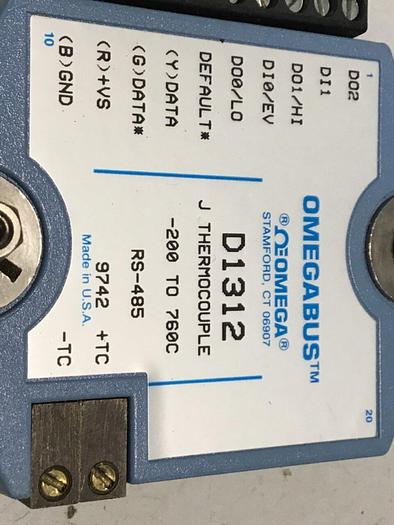 1
DO2
DI1
DO1/HI
DI0/EV
DO0/LO
DEFAULT*
(Y)DATA
(G)DATA*
(R)+VS
(B)GND
10
OMEGABUS™
®ΩΕOMEGA®
STAMFORD, CT 06907
D1312
J THERMOCOUPLE
-200 TO 760C
RS-485
9742
Made in U.S.A.
+TC
-TC
20